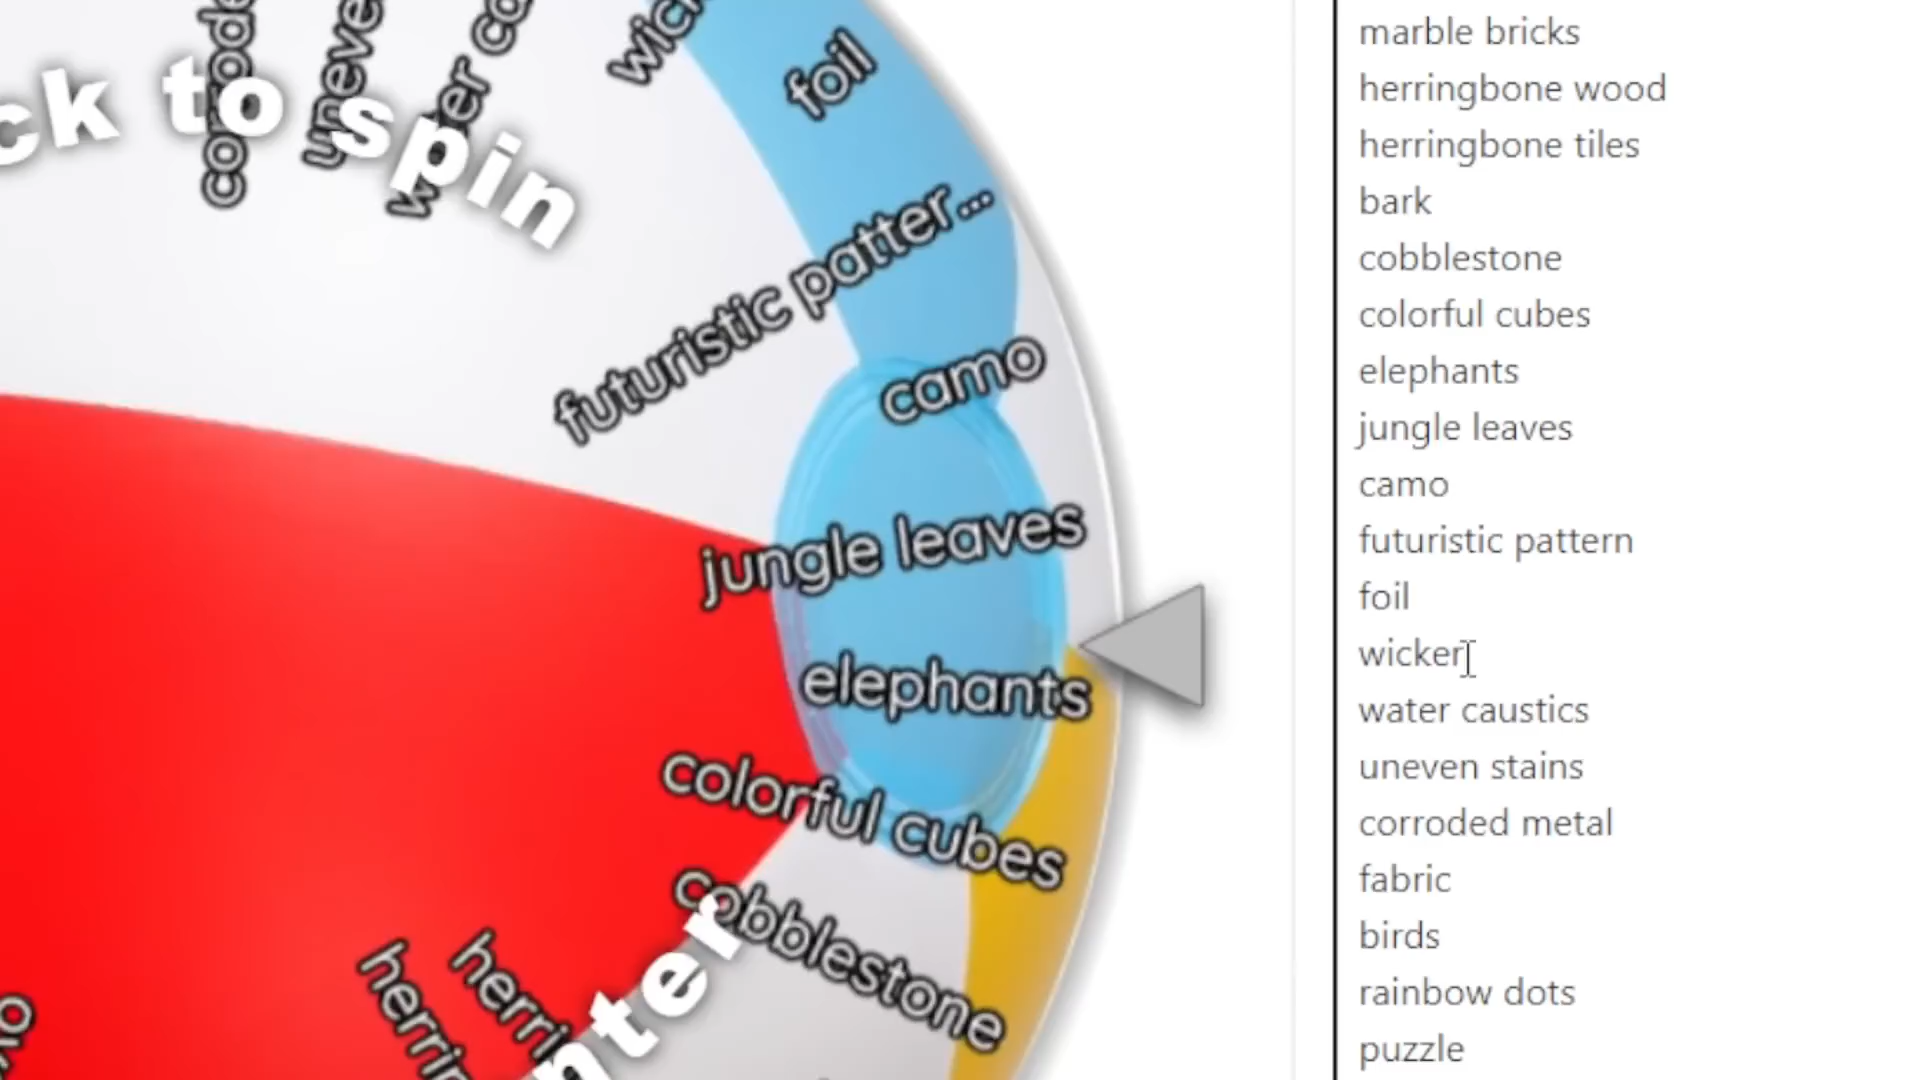 ck to spin
foil
futuristic patter...
camo
jungle leaves
elephants
colorful cubes
cobblestone
marble bricks
herringbone wood
herringbone tiles
bark
cobblestone
colorful cubes
elephants
jungle leaves
camo
futuristic pattern
foil
wicker
water caustics
uneven stains
corroded metal
fabric
birds
rainbow dots
puzzle